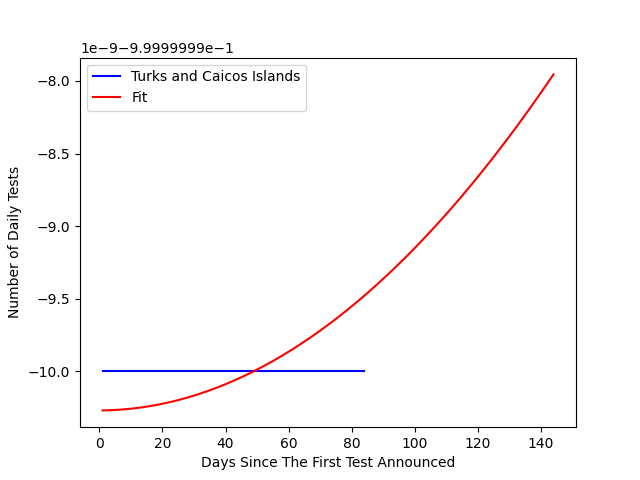 1e−9−9.9999999e−1
Turks and Caicos Islands
Fit
Number of Daily Tests
−8.0
−8.5
−9.0
−9.5
−10.0
0 20 40 60 80 100 120 140
Days Since The First Test Announced